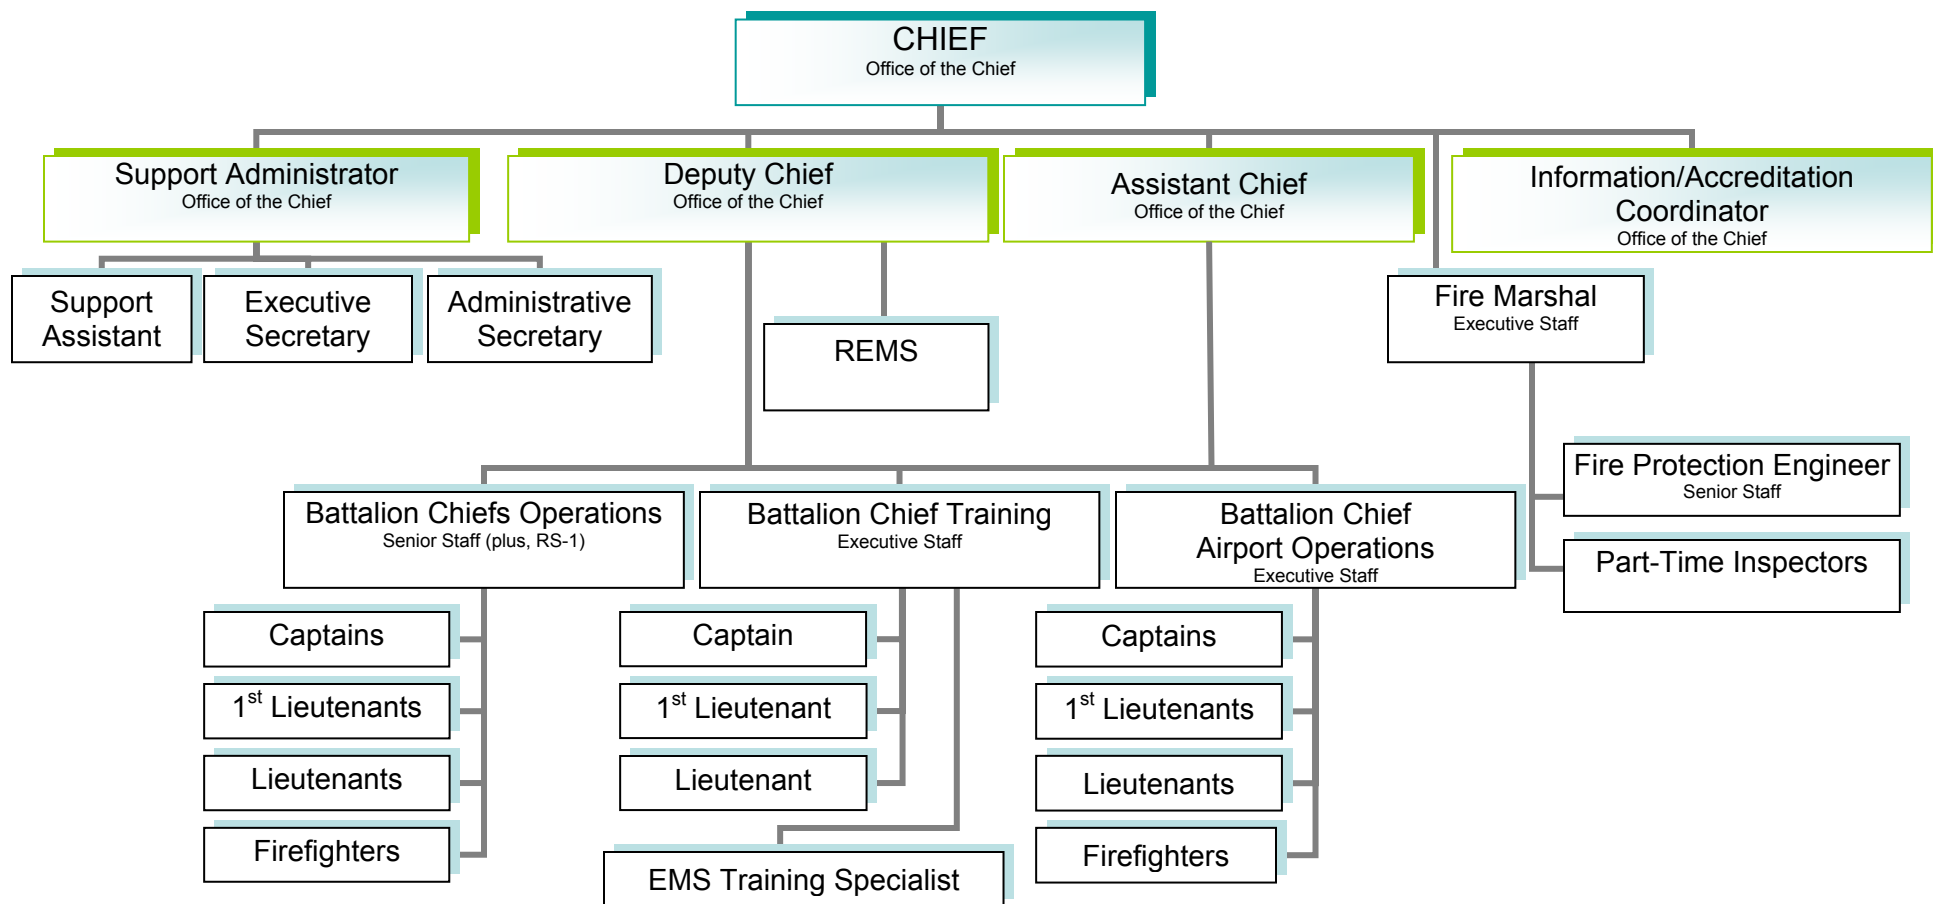 CHIEF
Office of the Chief
Support Administrator
Office of the Chief
Deputy Chief
Office of the Chief
Assistant Chief
Office of the Chief
Information/Accreditation
Coordinator
Office of the Chief
Support
Assistant
Executive
Secretary
Administrative
Secretary
REMS
Fire Marshal
Executive Staff
Fire Protection Engineer
Senior Staff
Part-Time Inspectors
Battalion Chiefs Operations
Senior Staff (plus, RS-1)
Battalion Chief Training
Executive Staff
Battalion Chief
Airport Operations
Executive Staff
Captains
1st Lieutenants
Lieutenants
Firefighters
Captain
1st Lieutenant
Lieutenant
EMS Training Specialist
Captains
1st Lieutenants
Lieutenants
Firefighters